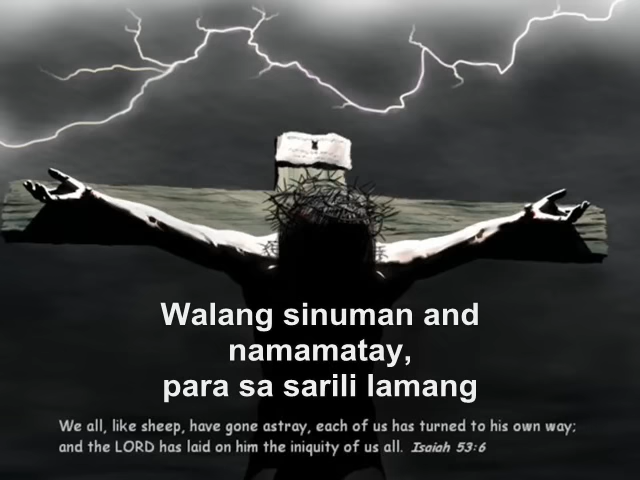 Walang sinuman and
namamatay,
para sa sarili lamang
We all, like sheep, have gone astray, each of us has turned to his own way;
and the LORD has laid on him the iniquity of us all. Isaiah 53:6